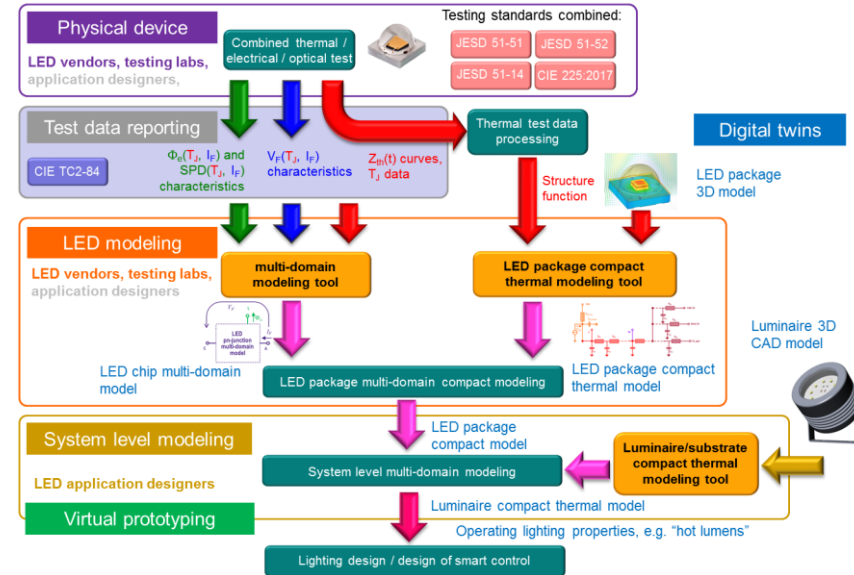 Physical device
LED vendors, testing labs,
application designers,
Combined thermal /
electrical / optical test
Testing standards combined:
JESD 51-51
JESD 51-52
JESD 51-14
CIE 225:2017
Test data reporting
CIE TC2-84
Φe(TJ, IF) and
SPD(TJ, IF)
characteristics
VF(TJ, IF)
characteristics
Zth(t) curves,
TJ data
Thermal test data
processing
Digital twins
Structure
function
LED package
3D model
LED modeling
LED vendors, testing labs,
application designers
multi-domain
modeling tool
LED package compact
thermal modeling tool
LED
pn-junction
multi-domain
model
LED chip multi-domain
model
LED package multi-domain compact modeling
LED package compact
thermal model
Luminaire 3D
CAD model
System level modeling
LED application designers
LED package
compact model
System level multi-domain modeling
Luminaire/substrate
compact thermal
modeling tool
Luminaire compact thermal model
Virtual prototyping
Operating lighting properties, e.g. “hot lumens”
Lighting design / design of smart control